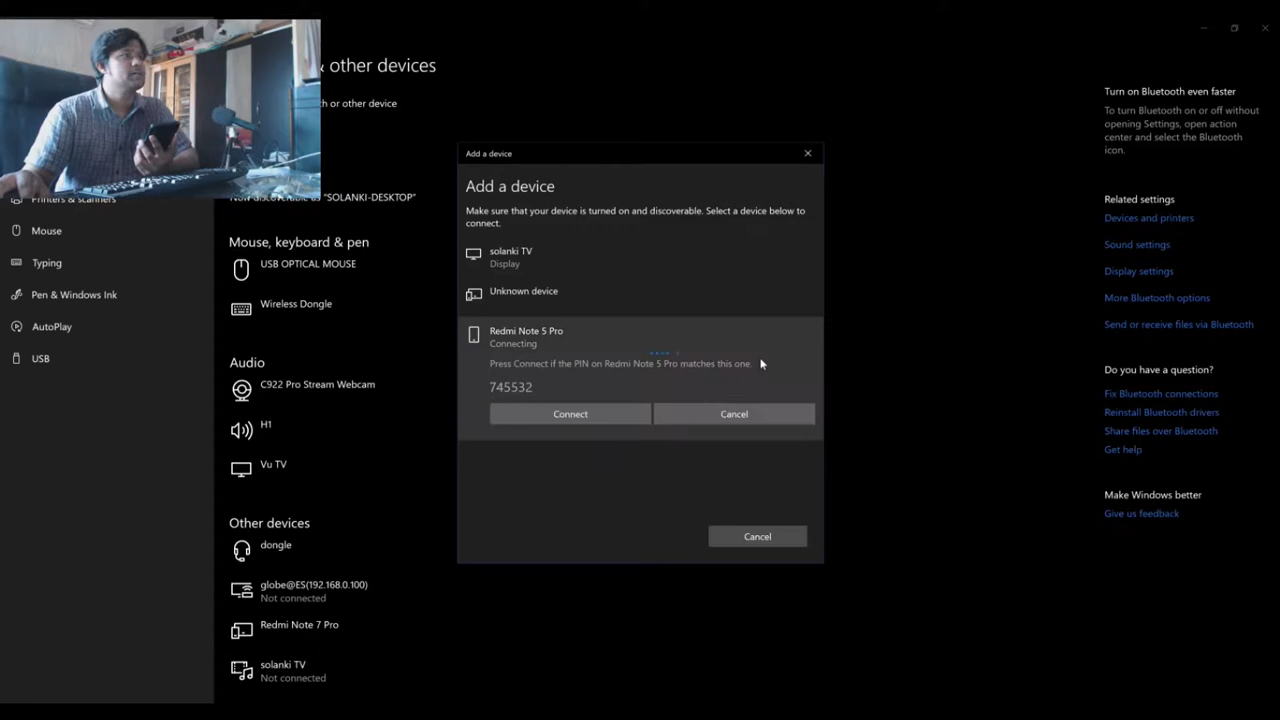 & other devices
th or other device
Now discoverable as "SOLANKI-DESKTOP"
Printers & scanners
Mouse
Typing
Pen & Windows Ink
AutoPlay
USB
Mouse, keyboard & pen
USB OPTICAL MOUSE
Wireless Dongle
Audio
C922 Pro Stream Webcam
H1
Vu TV
Other devices
dongle
globe@ES(192.168.0.100)
Not connected
Redmi Note 7 Pro
solanki TV
Not connected
Add a device
Add a device
Make sure that your device is turned on and discoverable. Select a device below to
connect.
solanki TV
Display
Unknown device
Redmi Note 5 Pro
Connecting
Press Connect if the PIN on Redmi Note 5 Pro matches this one.
745532
Connect
Cancel
Cancel
Turn on Bluetooth even faster
To turn Bluetooth on or off without
opening Settings, open action
center and select the Bluetooth
icon.
Related settings
Devices and printers
Sound settings
Display settings
More Bluetooth options
Send or receive files via Bluetooth
Do you have a question?
Fix Bluetooth connections
Reinstall Bluetooth drivers
Share files over Bluetooth
Get help
Make Windows better
Give us feedback